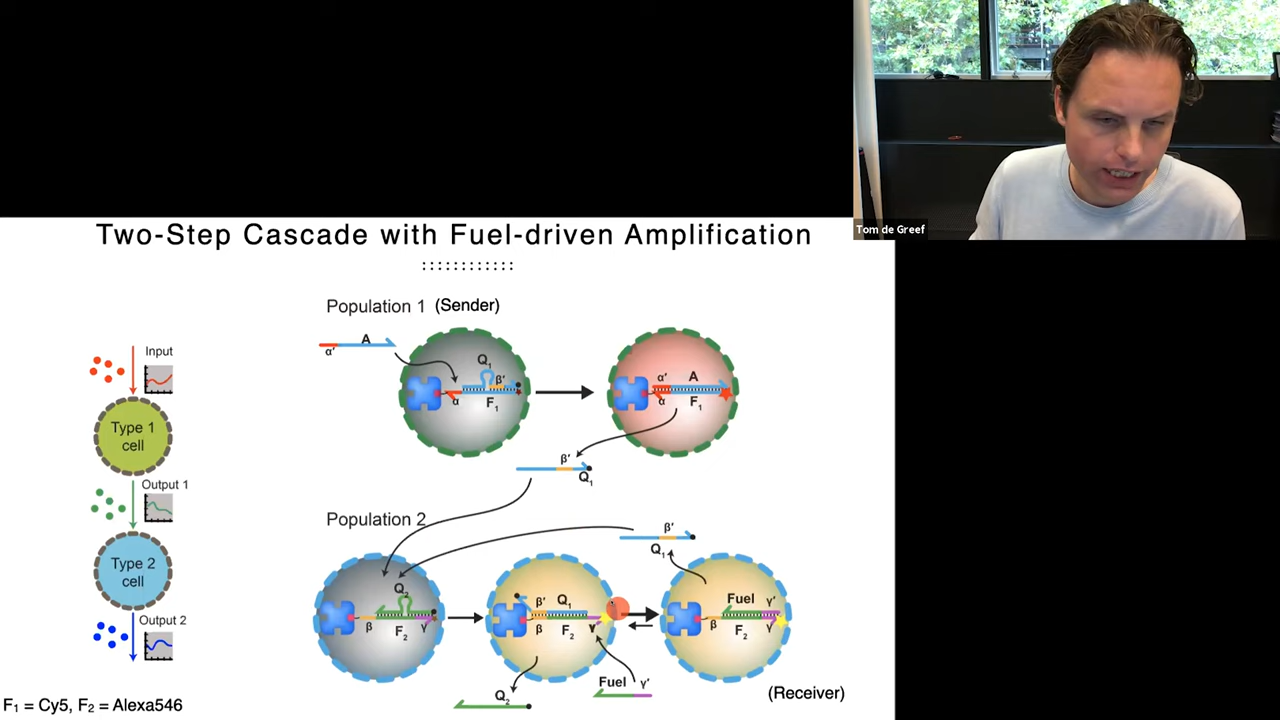 Tom de Greef
Two-Step Cascade with Fuel-driven Amplification
Population 1 (Sender)
α'
A
Q1
β'
α
F1
α'
A
α
F1
β'
Q1
Input
Type 1
cell
Output 1
Type 2
cell
Output 2
Population 2
β'
Q1
Q2
β
F2
γ
β'
Q1
β
F2
γ
Fuel
γ'
β
F2
γ
Q2
Fuel
γ'
(Receiver)
F₁ = Cy5, F₂ = Alexa546